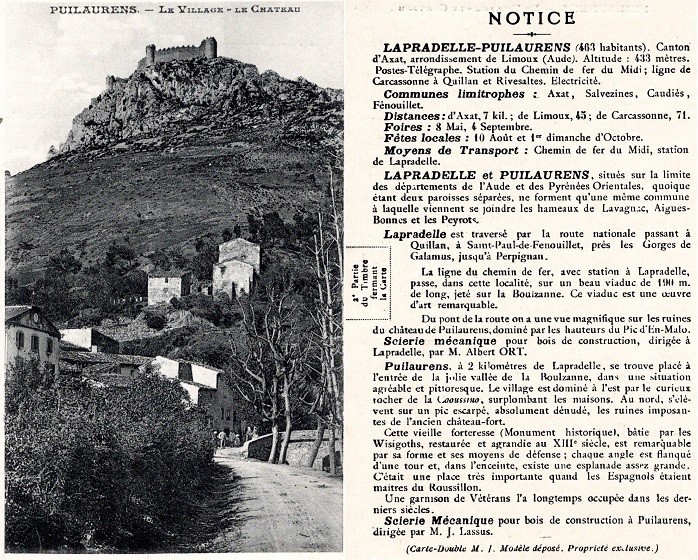 PUILAURENS. — LE VILLAGE - LE CHATEAU
NOTICE
LAPRADELLE-PUILAURENS (463 habitants). Canton
d'Axat, arrondissement de Limoux (Aude). Altitude : 433 mètres.
Postes-Télégraphe. Station du Chemin de fer du Midi; ligne de
Carcassonne à Quillan et Rivesaltes. Electricité.
Communes limitrophes : Axat, Salvezines, Caudiès,
Fénouillet.
Distances : d'Axat, 7 kil.; de Limoux, 45; de Carcassonne, 71.
Foires : 8 Mai, 4 Septembre.
Fêtes locales : 10 Août et 1er dimanche d'Octobre.
Moyens de Transport : Chemin de fer du Midi, station
de Lapradelle.
LAPRADELLE et PUILAURENS, situés sur la limite
des départements de l'Aude et des Pyrénées Orientales, quoique
étant deux paroisses séparées, ne forment qu'une même commune
à laquelle viennent se joindre les hameaux de Lavagnac, Aigues-
Bonnes et les Peyrots.
Lapradelle est traversé par la route nationale passant à
Quillan, à Saint-Paul-de-Fenouillet, prés les Gorges de
Galamus, jusqu'à Perpignan.
La ligne du chemin de fer, avec station à Lapradelle,
passe, dans cette localité, sur un beau viaduc de 190 m.
de long, jeté sur la Bouizanne. Ce viaduc est une œuvre
d'art remarquable.
2e Partie
du Timbre
fermant
la Carte
Du pont de la route on a une vue magnifique sur les ruines
du château de Puilaurens, dominé par les hauteurs du Pic d'En-Malo.
Scierie mécanique pour bois de construction, dirigée à
Lapradelle, par M. Albert ORT.
Puilaurens, à 2 kilomètres de Lapradelle, se trouve placé à
l'entrée de la jolie vallée de la Boulzanne, dans une situation
agréable et pittoresque. Le village est dominé à l'est par le curieux
rocher de la Caoussino, surplombant les maisons. Au nord, s'élè-
vent sur un pic escarpé, absolument dénudé, les ruines imposan-
tes de l'ancien château-fort.
Cette vieille forteresse (Monument historique), bâtie par les
Wisigoths, restaurée et agrandie au XIIIe siècle, est remarquable
par sa forme et ses moyens de défense; chaque angle est flanqué
d'une tour et, dans l'enceinte, existe une esplanade assez grande.
C'était une place très importante quand les Espagnols étaient
maitres du Roussillon.
Une garnison de Vétérans l'a longtemps occupée dans les der-
niers siècles.
Scierie Mécanique pour bois de construction à Puilaurens,
dirigée par M. J. Lassus.
(Carte-Double M. J. Modèle déposé. Propriété exclusive.)